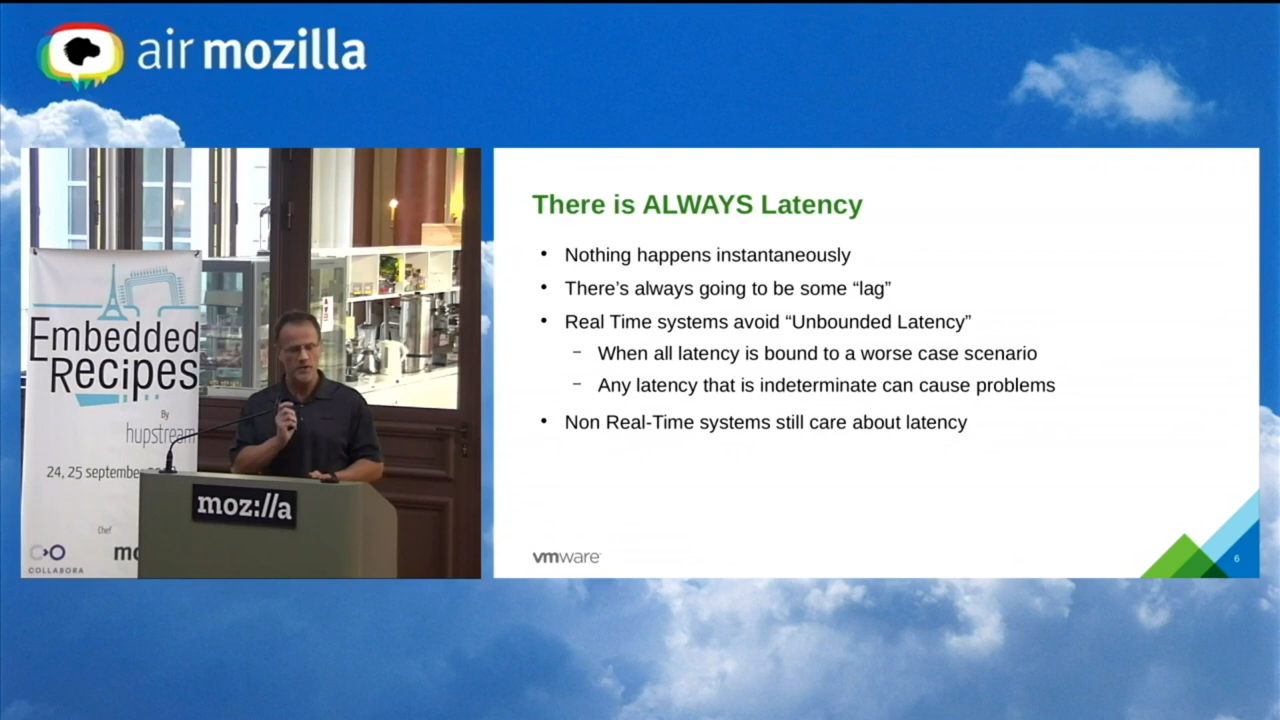 air mozilla
Embedded
Recipes
By
hupstream
24, 25 september
Chef
COLLABORA
moz://a
There is ALWAYS Latency
• Nothing happens instantaneously
• There's always going to be some “lag”
• Real Time systems avoid “Unbounded Latency”
– When all latency is bound to a worse case scenario
– Any latency that is indeterminate can cause problems
• Non Real-Time systems still care about latency
vmware
6